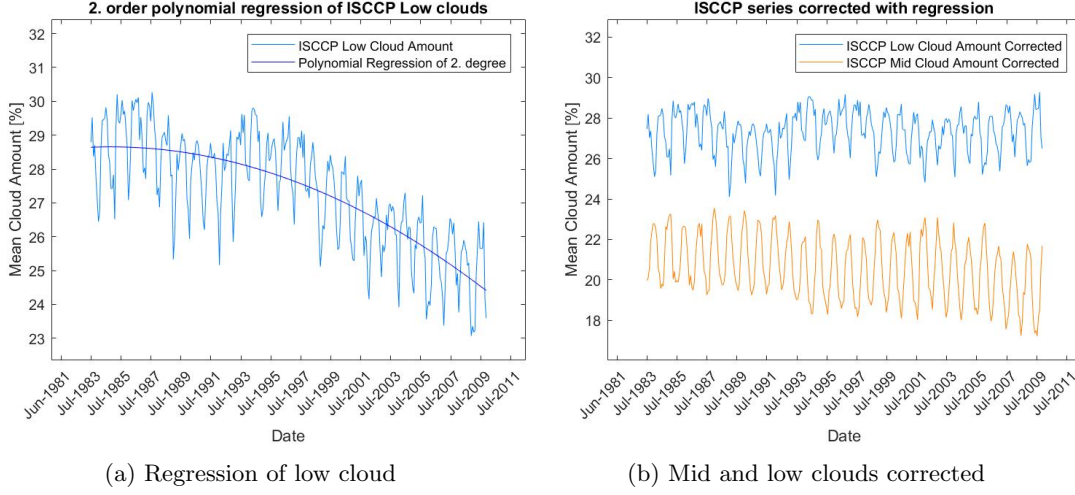 2. order polynomial regression of ISCCP Low clouds
ISCCP Low Cloud Amount
Polynomial Regression of 2. degree
32
31
30
29
28
27
26
25
24
23
Mean Cloud Amount [%]
Jun-1981
Jul-1983
Jul-1985
Jul-1987
Jul-1989
Jul-1991
Jul-1993
Jul-1995
Jul-1997
Jul-1999
Jul-2001
Jul-2003
Jul-2005
Jul-2007
Jul-2009
Jul-2011
Date
(a) Regression of low cloud
ISCCP series corrected with regression
ISCCP Low Cloud Amount Corrected
ISCCP Mid Cloud Amount Corrected
32
30
28
26
24
22
20
18
Mean Cloud Amount [%]
Jun-1981
Jul-1983
Jul-1985
Jul-1987
Jul-1989
Jul-1991
Jul-1993
Jul-1995
Jul-1997
Jul-1999
Jul-2001
Jul-2003
Jul-2005
Jul-2007
Jul-2009
Jul-2011
Date
(b) Mid and low clouds corrected